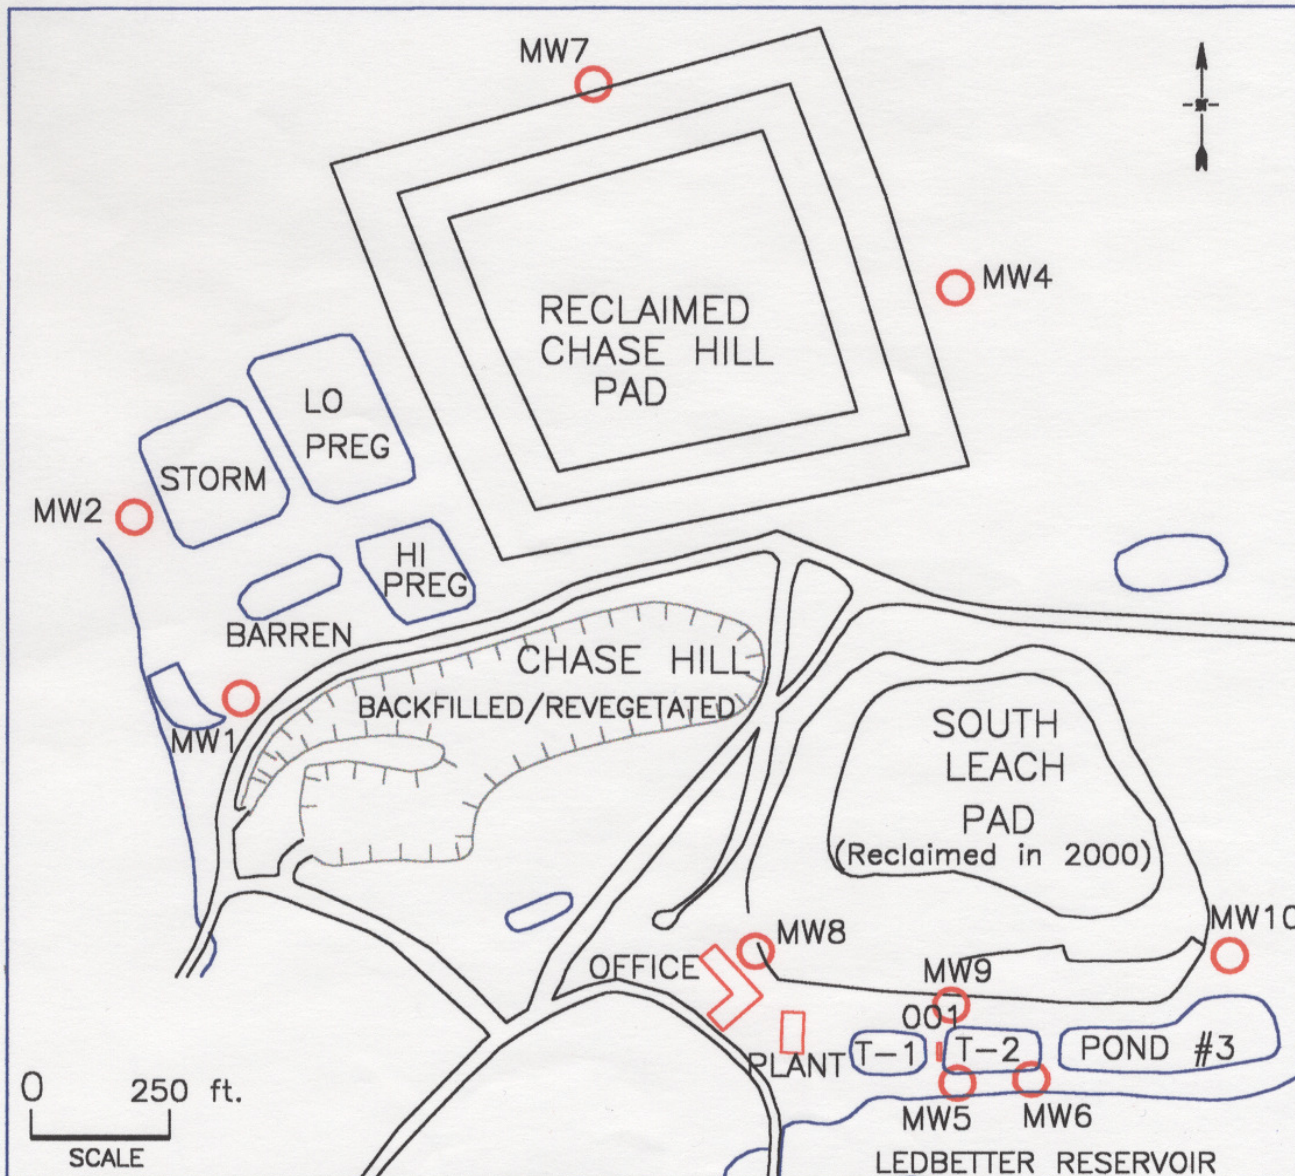 MW7
MW4
RECLAIMED
CHASE HILL
PAD
LO
PREG
STORM
MW2
HI
PREG
BARREN
CHASE HILL
BACKFILLED/REVEGETATED
MW1
SOUTH
LEACH
PAD
(Reclaimed in 2000)
MW10
MW8
OFFICE
MW9
001
PLANT
T-1
T-2
POND #3
MW5
MW6
0 250 ft.
SCALE
LEDBETTER RESERVOIR